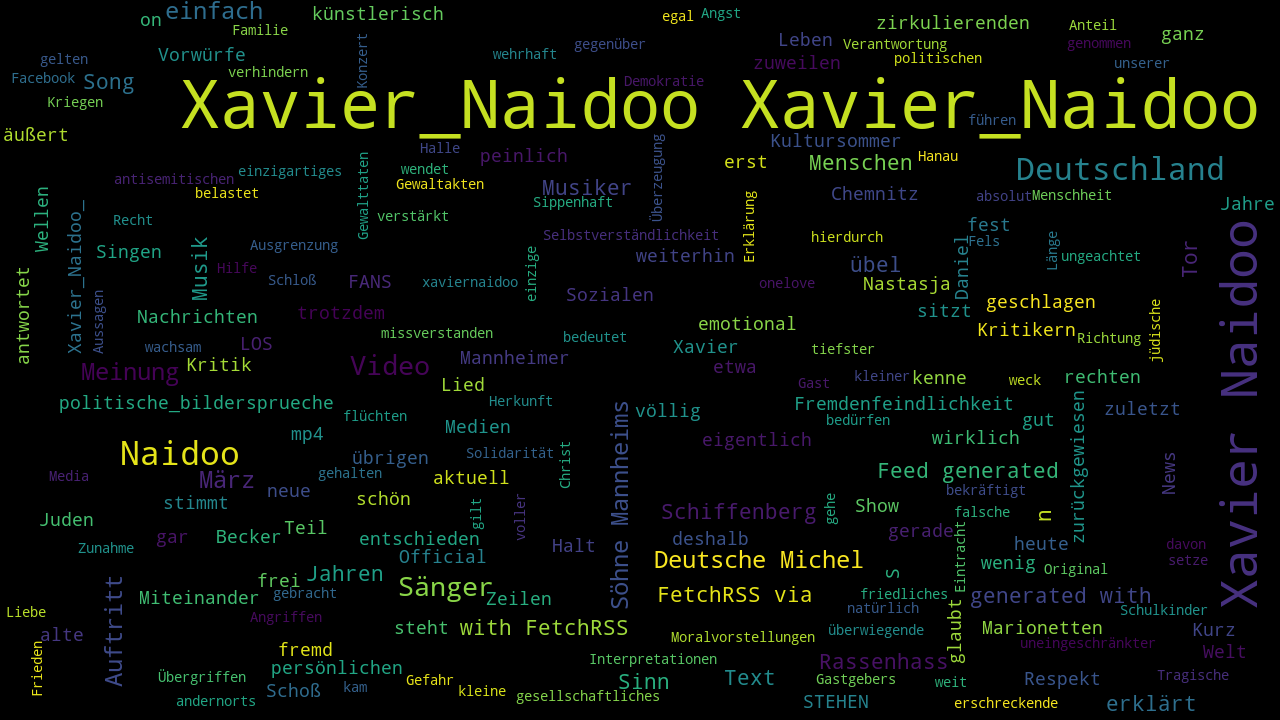 on einfach künstlerisch egal Angst zirkulierenden Anteil ganz
Familie
gelten Vorwürfe Konzert wehrhaft gegenüber Leben Verantwortung genommen
Facebook Song verhindern Demokratie zuweilen politischen unserer
Kriegen
Xavier_Naidoo Xavier_Naidoo
äußert führen
Halle peinlich Überzeugung Kultursommer
antisemitischen einzigartiges Gewalttaten wendet erst Menschen Hanau Deutschland
belastet Gewaltakten Musiker Chemnitz absolut Menschheit
Wellen Xavier_Naidoo_ Recht verstärkt Sippenhaft Erklärung Jahre
Singen Musik Ausgrenzung Selbstverständlichkeit hierdurch fest Fels Länge
Hilfe Schloß FANS xaviernaidoo einzige weiterhin übel Daniel ungeachtet Tor
antwortet Aussagen Sozialen onelove Nastasja geschlagen
Nachrichten trotzdem missverstanden bedeutet emotional sitzt Kritikern Richtung jüdische
wachsam LOS Mannheimer Xavier tiefster
Meinung Kritik Video Lied etwa Gast kleiner kenne weck rechten
politische_bildersprueche flüchten Herkunft völlig Fremdenfeindlichkeit zuletzt
mp4 Medien Söhne Mannheims bedürfen gut zurückgewiesen
Naidoo übrigen Solidarität Christ eigentlich wirklich Xavier Naidoo
Media März gehalten aktuell Feed generated News
stimmt neue schön gilt voller bekräftigt
Juden gar Becker Teil entschieden Schiffenberg gehe Show falsche n
Zunahme Official Halt deshalb gerade heute davon
Auftritt frei Jahren Deutsche Michel s Eintracht wenig Original setze
Miteinander gebracht Sänger Zeilen FetchRSS via friedliches generated with
Liebe Angriffen natürlich Schulkinder
alte steht with FetchRSS Moralvorstellungen überwiegende glaubt Marionetten Kurz
Frieden fremd Interpretationen Rassenhass uneingeschränkter Welt
Übergriffen persönlichen Gefahr Sinn Text Gastgebers weit Respekt Tragische
andernorts Schoß kam kleine gesellschaftliches STEHEN erschreckende erklärt